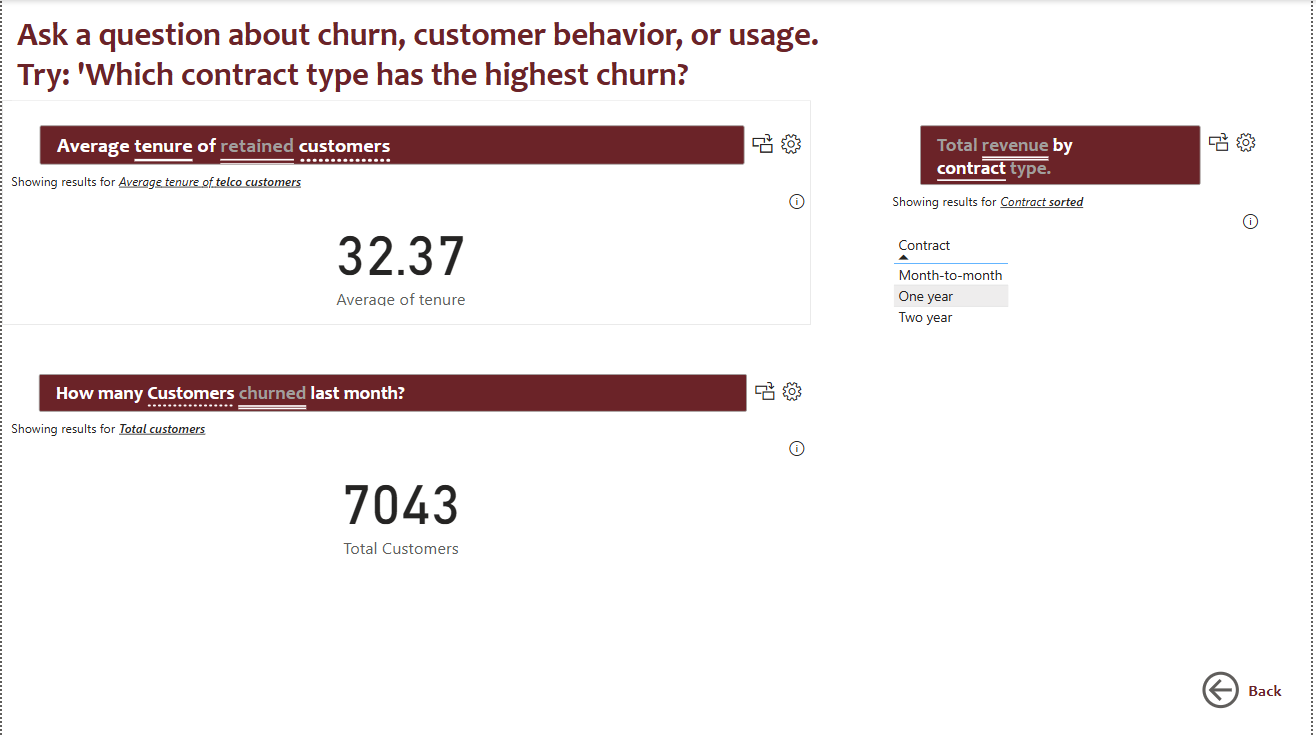 Ask a question about churn, customer behavior, or usage.
Try: 'Which contract type has the highest churn?
Average tenure of retained customers
Showing results for Average tenure of telco customers
32.37
Average of tenure
How many Customers churned last month?
Showing results for Total customers
7043
Total Customers
Total revenue by
contract type.
Showing results for Contract sorted
Contract
Month-to-month
One year
Two year
Back